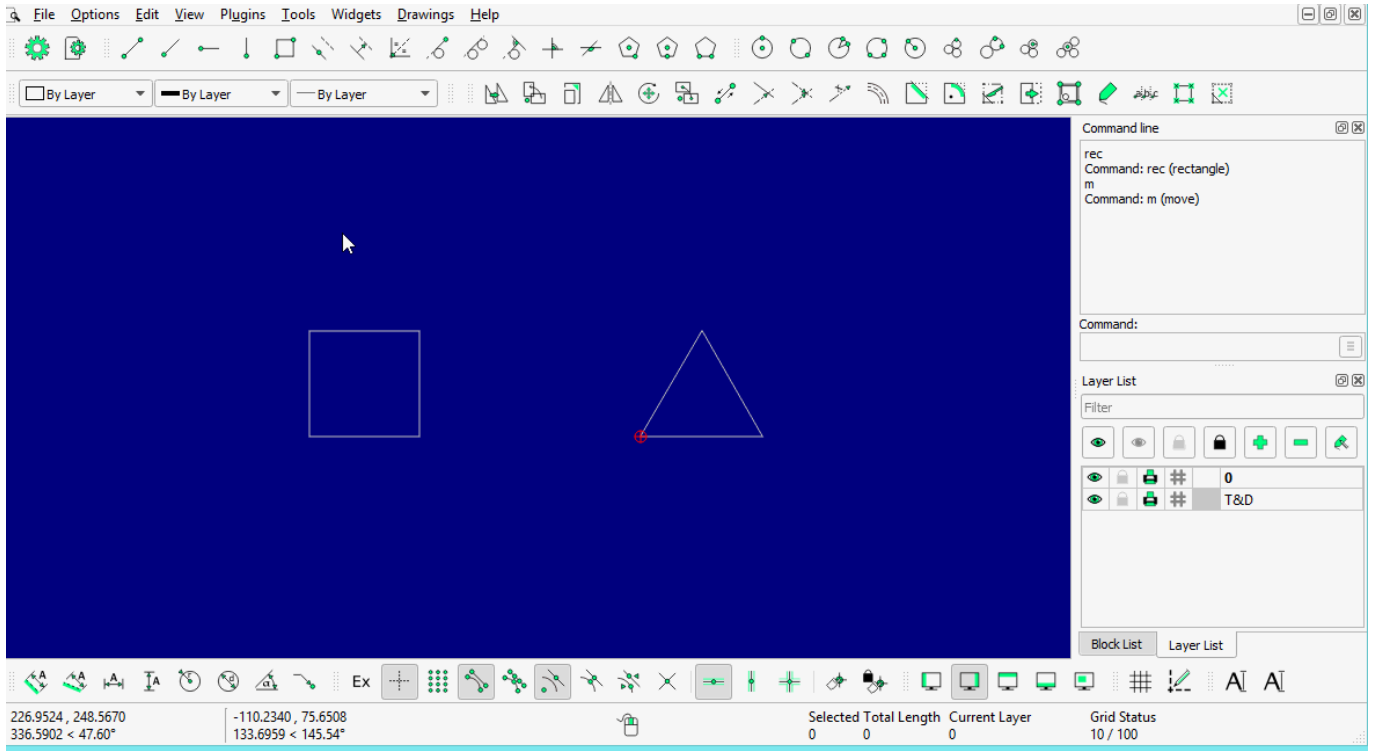 File Options Edit View Plugins Tools Widgets Drawings Help
By Layer By Layer By Layer
abc
Command line
rec
Command: rec (rectangle)
m
Command: m (move)
Command:
Layer List
Filter
0
T&D
Block List Layer List
A A A A Ex AI AI
226.9524 , 248.5670 -110.2340 , 75.6508 Selected Total Length Current Layer Grid Status
336.5902 < 47.60° 133.6959 < 145.54° 0 0 0 10 / 100